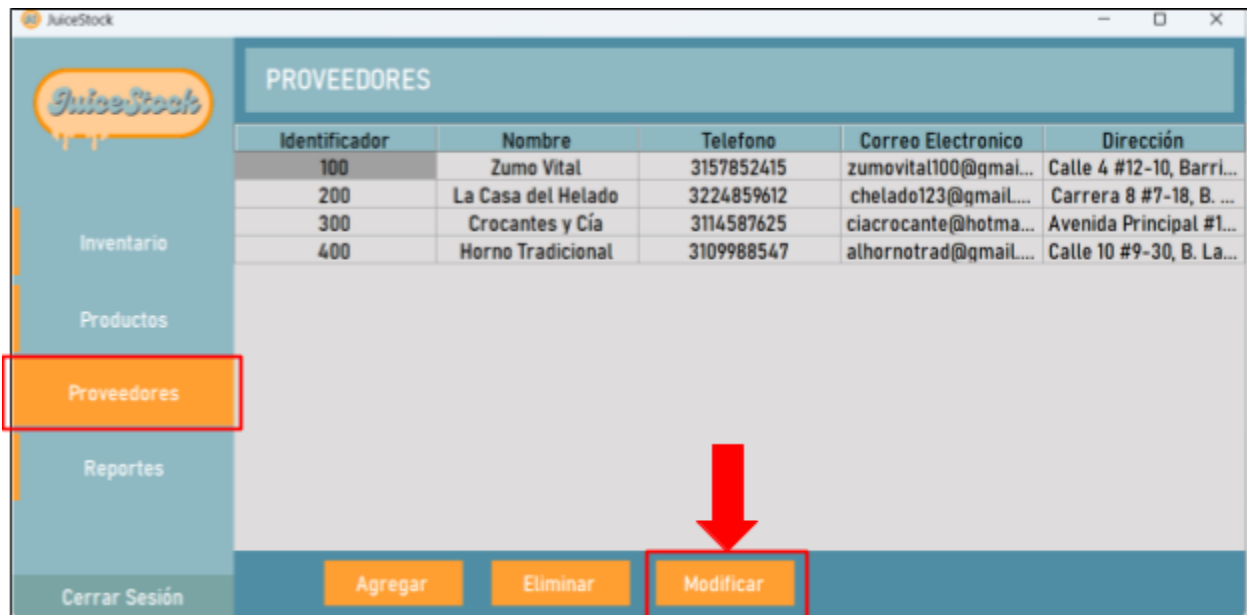 JuiceStock
JuiceStock
PROVEEDORES
Identificador Nombre Telefono Correo Electronico Dirección
100 Zumo Vital 3157852415 zumovital100@gmai... Calle 4 #12-10, Barri...
200 La Casa del Helado 3224859612 chelado123@gmail.... Carrera 8 #7-18, B. ...
300 Crocantes y Cía 3114587625 ciacrocante@hotma... Avenida Principal #1...
400 Horno Tradicional 3109988547 alhornotrad@gmail.... Calle 10 #9-30, B. La...
Inventario
Productos
Proveedores
Reportes
Cerrar Sesión
Agregar Eliminar Modificar